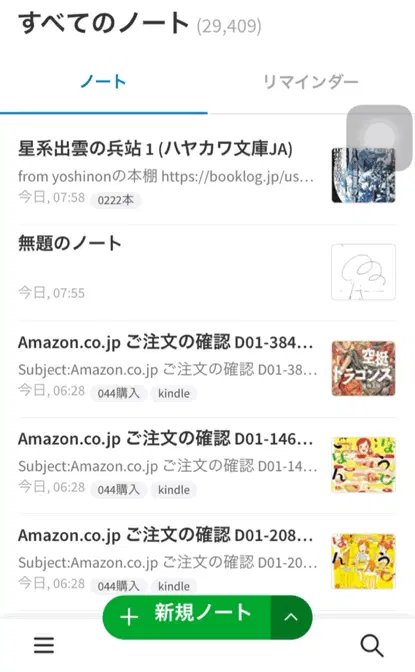 すべてのノート (29,409)
ノート リマインダー
星系出雲の兵站 1 (ハヤカワ文庫JA)
from yoshinonの本棚 https://booklog.jp/us...
今日, 07:58 0222本
無題のノート
今日, 07:55
Amazon.co.jp ご注文の確認 D01-384...
Subject:Amazon.co.jp ご注文の確認 D01-38...
今日, 06:28 044購入 kindle
空挺
ドラゴンズ
Amazon.co.jp ご注文の確認 D01-146...
Subject:Amazon.co.jp ご注文の確認 D01-14...
今日, 06:28 044購入 kindle
Amazon.co.jp ご注文の確認 D01-208...
Subject:Amazon.co.jp ご注文の確認 D01-20...
今日, 06:28 044購入 kindle
+ 新規ノート